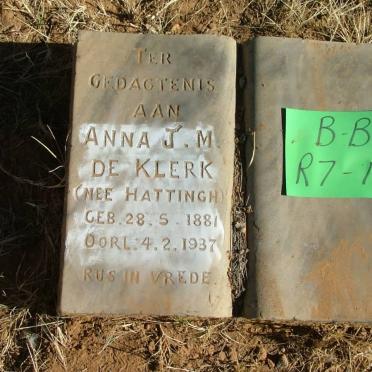 TER
GEDAGTENIS
AAN
ANNA J. M.
DE KLERK
(NEE HATTINGH)
GEB. 28. 5. 1881
OORL. 4. 2. 1937
RUS IN VREDE.
B-B
R7-1